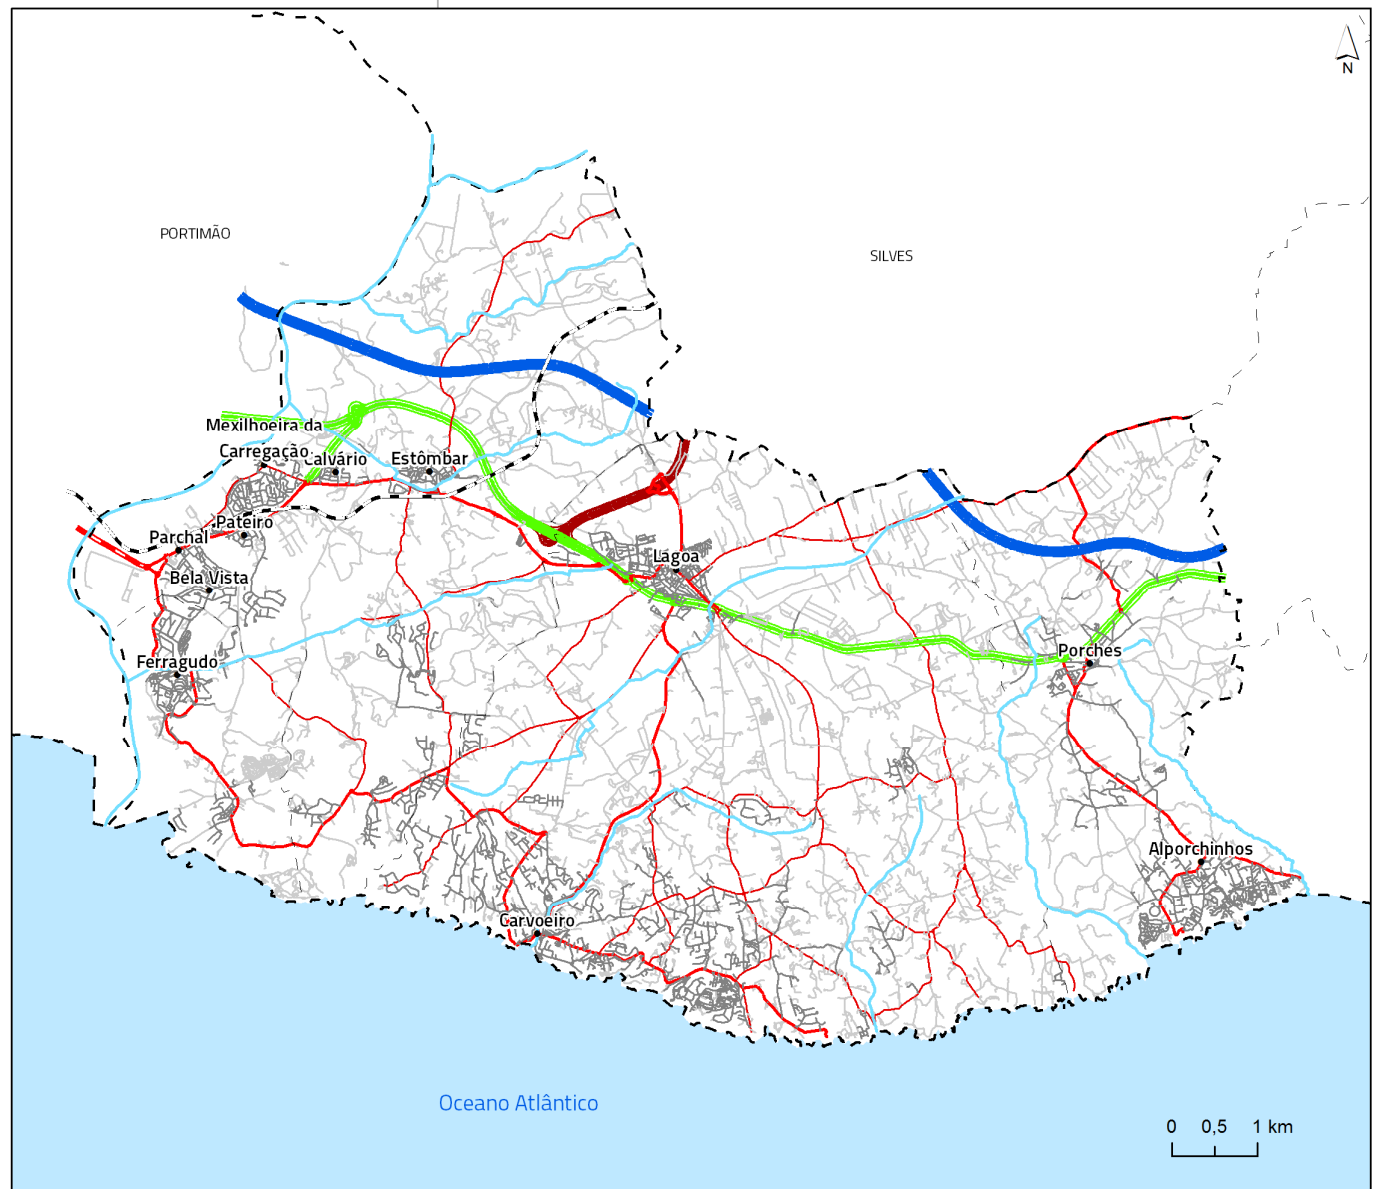 N
PORTIMÃO
SILVES
Mexilhoeira da
Carregação
Calvário
Estômbar
Pateiro
Parchal
Lagoa
Bela Vista
Porches
Ferragudo
Alporchinhos
Carvoeiro
Oceano Atlântico
0 0,5 1 km